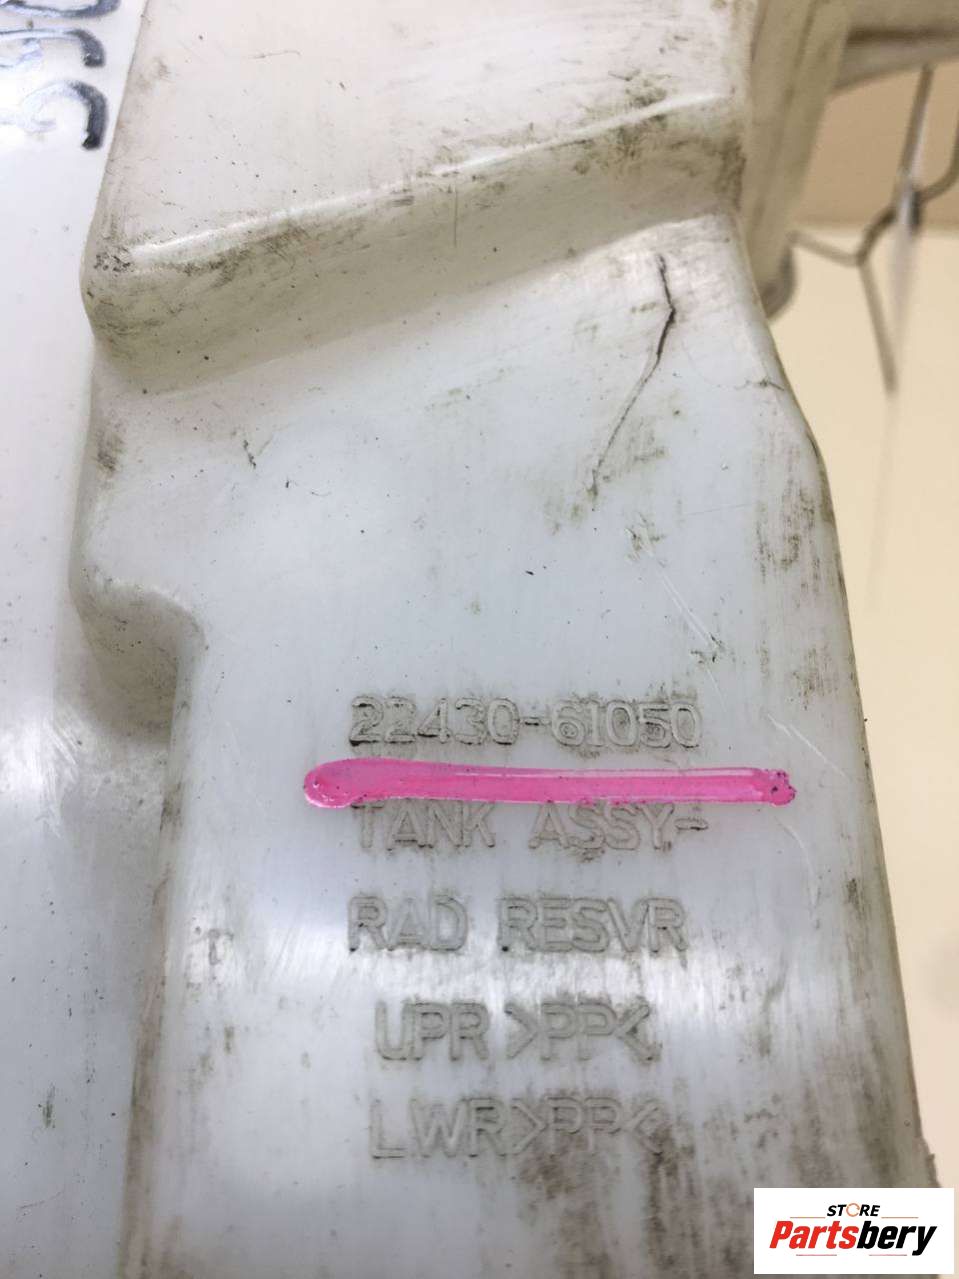 22430-61050
TANK ASSY-
RAD RESVR
UPR >PP<
LWR >PP<
STORE
Partsbery